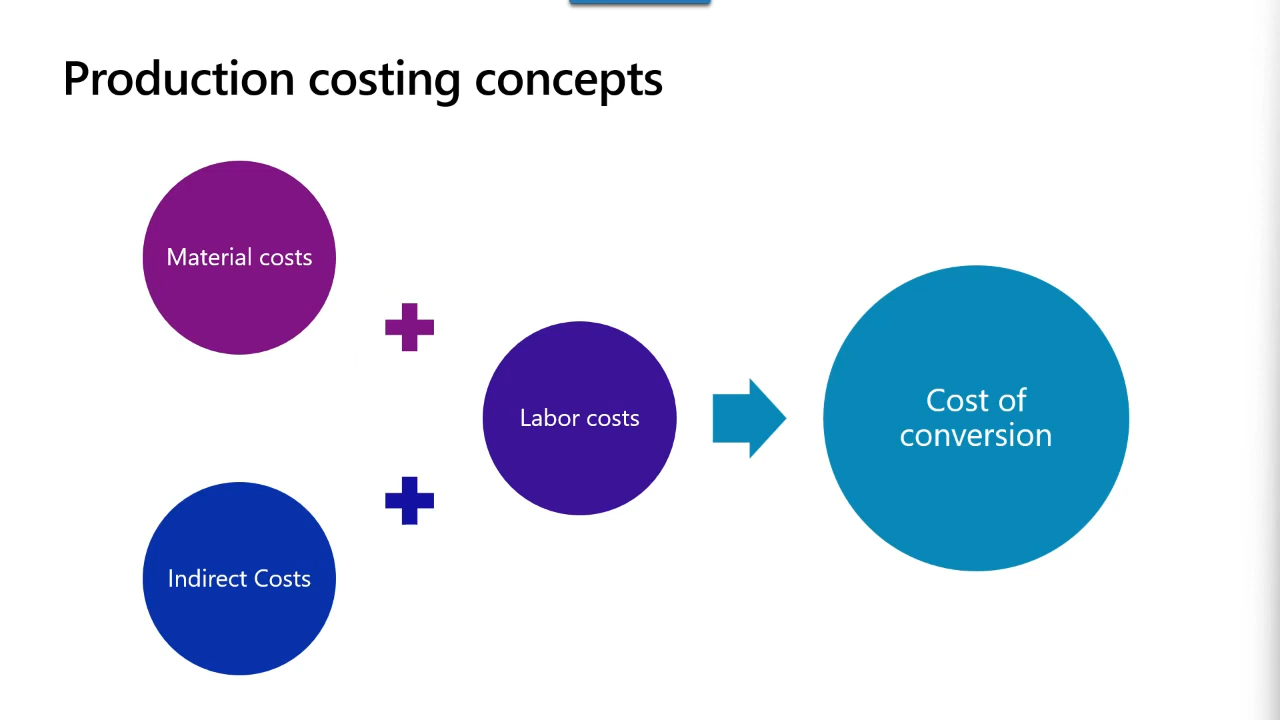 Production costing concepts
Material costs
Labor costs
Indirect Costs
Cost of
conversion